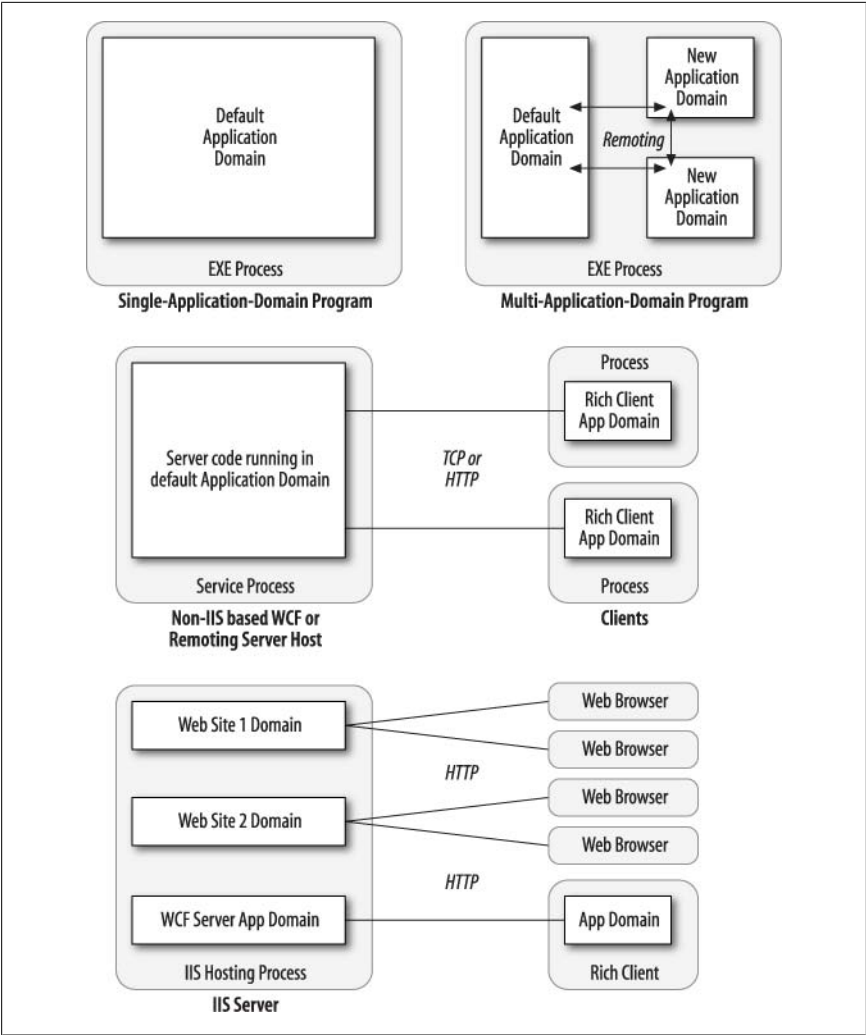 Default
Application
Domain
EXE Process
Single-Application-Domain Program
Default
Application
Domain
Remoting
New
Application
Domain
New
Application
Domain
EXE Process
Multi-Application-Domain Program
Server code running in
default Application Domain
Service Process
Non-IIS based WCF or
Remoting Server Host
TCP or
HTTP
Process
Rich Client
App Domain
Rich Client
App Domain
Process
Clients
Web Site 1 Domain
Web Site 2 Domain
WCF Server App Domain
IIS Hosting Process
IIS Server
HTTP
HTTP
Web Browser
Web Browser
Web Browser
Web Browser
App Domain
Rich Client